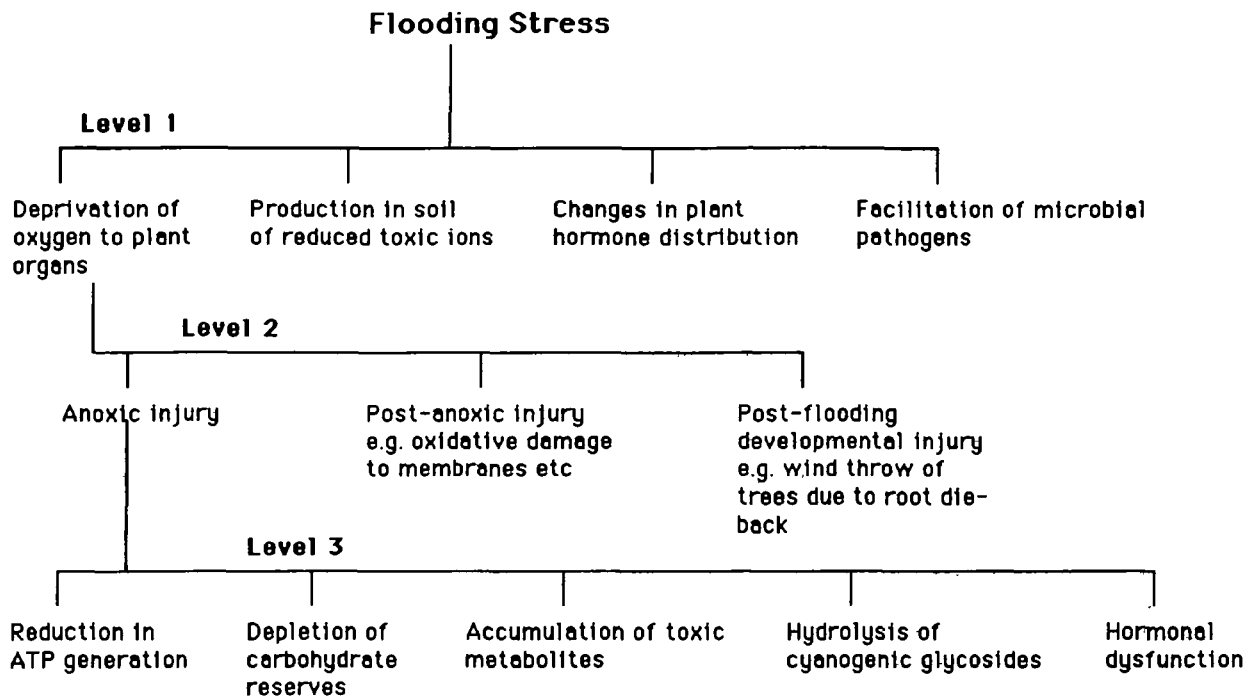 Flooding Stress
Level 1
Deprivation of
oxygen to plant
organs
Production in soil
of reduced toxic ions
Changes in plant
hormone distribution
Facilitation of microbial
pathogens
Level 2
Anoxic injury
Post-anoxic injury
e.g. oxidative damage
to membranes etc
Post-flooding
developmental injury
e.g. wind throw of
trees due to root die-
back
Level 3
Reduction in
ATP generation
Depletion of
carbohydrate
reserves
Accumulation of toxic
metabolites
Hydrolysis of
cyanogenic glycosides
Hormonal
dysfunction